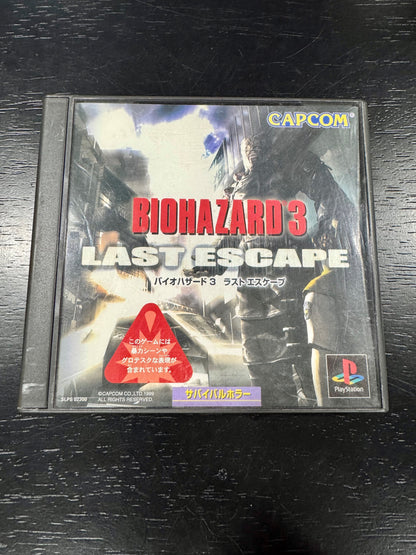 CAPCOM
BIOHAZARD 3
LAST ESCAPE
バイオハザード3 ラスト エスケープ
このゲームには
暴力シーンや
グロテスクな表現が
含まれています。
©CAPCOM CO.,LTD.1999
ALL RIGHTS RESERVED.
SLPS 02300
サバイバルホラー
PlayStation